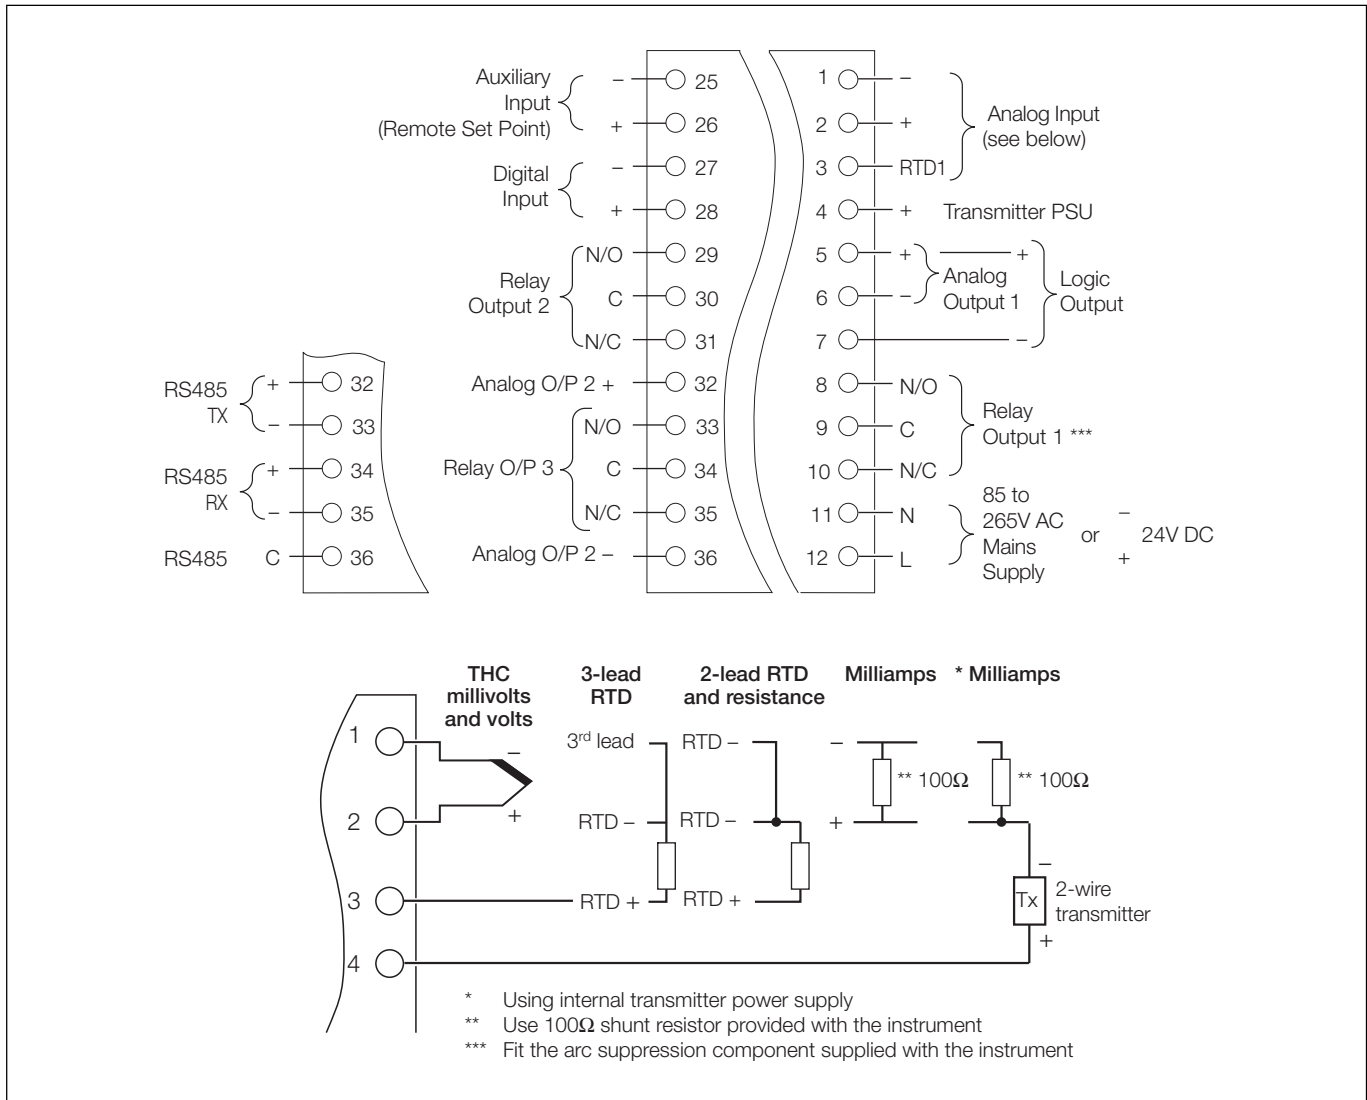 Auxiliary
Input
(Remote Set Point)
− 25
+ 26
Digital
Input
− 27
+ 28
Relay
Output 2
N/O 29
C 30
N/C 31
Analog O/P 2 + 32
Relay O/P 3
N/O 33
C 34
N/C 35
Analog O/P 2 − 36
1 −
2 +
3 RTD1
Analog Input
(see below)
4 + Transmitter PSU
5 + +
6 −
7 −
Analog
Output 1
Logic
Output
8 N/O
9 C
10 N/C
Relay
Output 1 ***
11 N
12 L
85 to
265V AC
Mains
Supply
or
−
+
24V DC
RS485
TX
+ 32
− 33
RS485
RX
+ 34
− 35
RS485 C 36
THC
millivolts
and volts
3-lead
RTD
2-lead RTD
and resistance
Milliamps
* Milliamps
1
2
3
4
−
+
3rd lead
RTD −
RTD +
RTD −
RTD −
RTD +
−
+
** 100Ω
** 100Ω
−
Tx
+
2-wire
transmitter
* Using internal transmitter power supply
** Use 100Ω shunt resistor provided with the instrument
*** Fit the arc suppression component supplied with the instrument